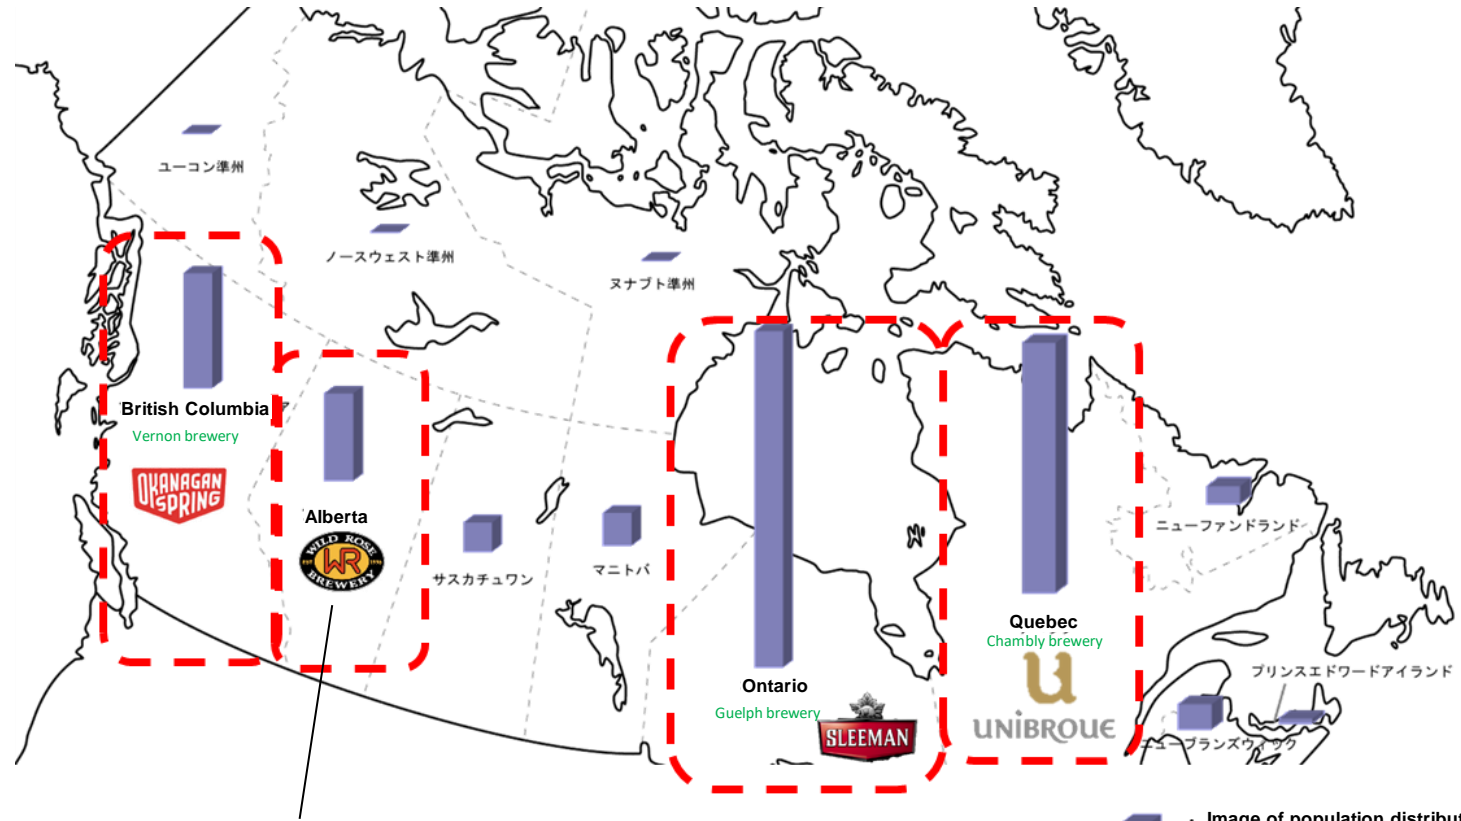 ユーコン準州
ノースウェスト準州
ヌナブト準州
British Columbia
Vernon brewery
OKANAGAN
SPRING
Alberta
WILD ROSE
WR
BREWERY
サスカチュワン
マニトバ
Ontario
Guelph brewery
SLEEMAN
Quebec
Chambly brewery
U
UNIBROUE
ニューファンドランド
プリンスエドワードアイランド
ニューブランズウィック
Image of population distribut